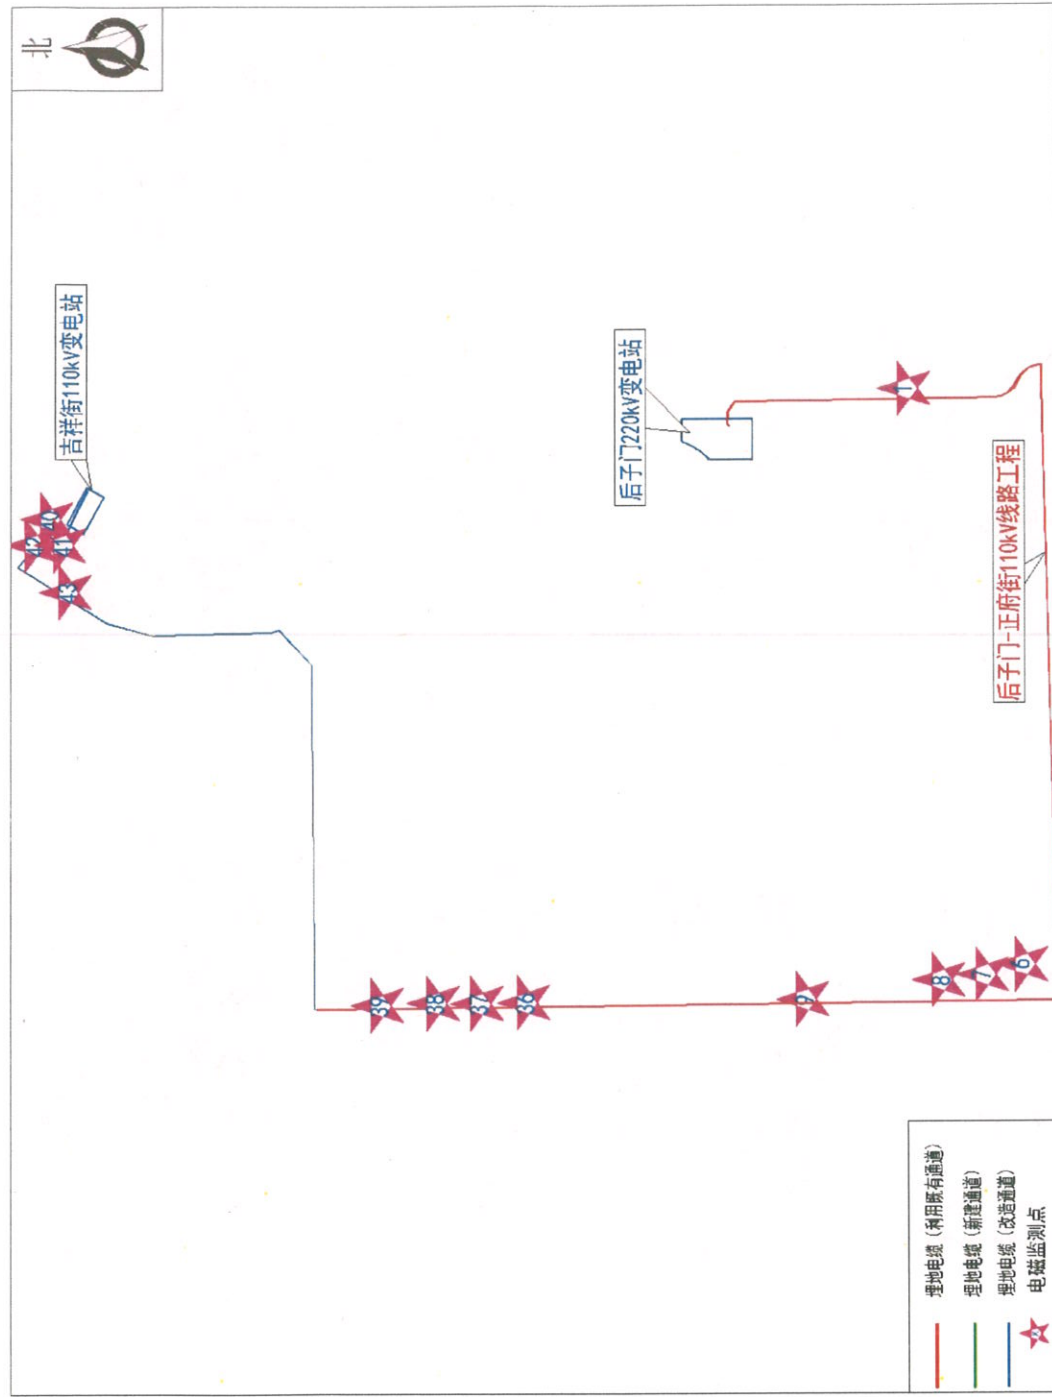 北
吉祥街110kV变电站
后子门220kV变电站
后子门-正府街110kV线路工程
42
40
41
43
1
39
38
37
36
9
8
7
6
埋地电缆（利用既有通道）
埋地电缆（新建通道）
埋地电缆（改造通道）
电磁监测点